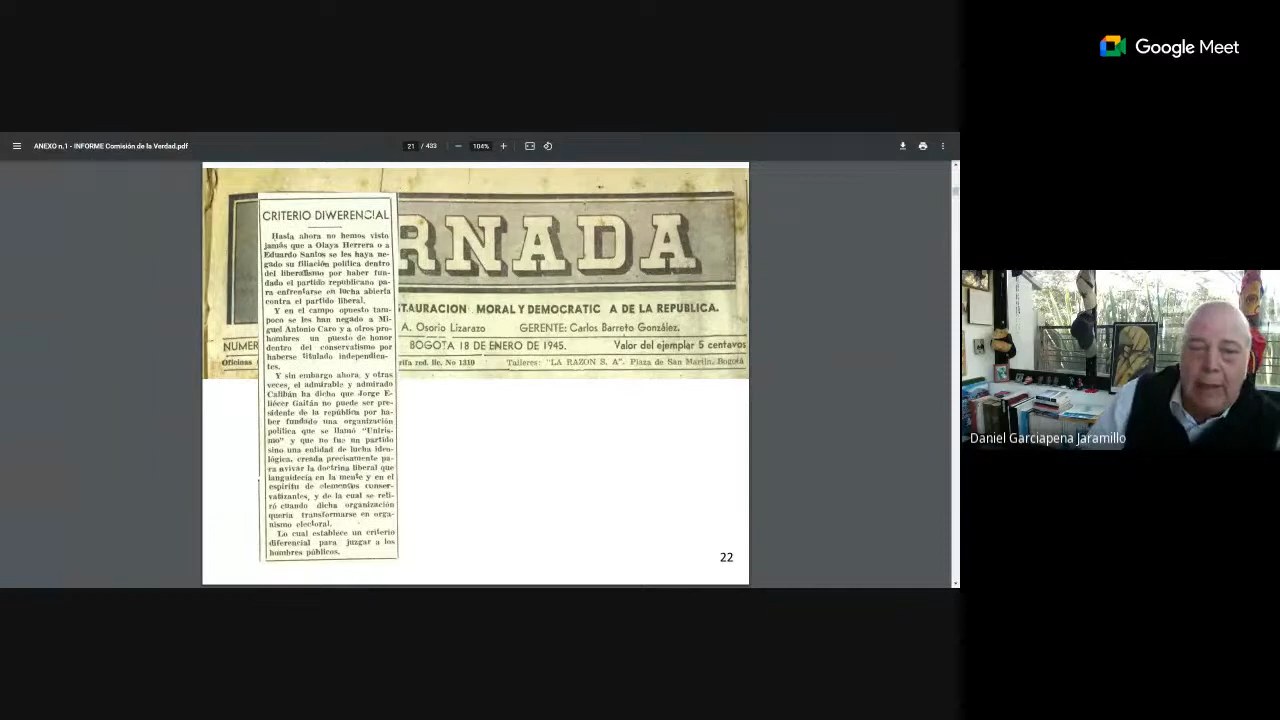 Google Meet
ANEXO n.1 - INFORME Comisión de la Verdad.pdf
21 / 433
104%
RNADA
STAURACION MORAL Y DEMOCRATIC A DE LA REPUBLICA.
A. Osorio Lizarazo GERENTE: Carlos Barreto González.
NUMER BOGOTA 18 DE ENERO DE 1945. Valor del ejemplar 5 centavos
Oficinas rifa red. lic. No 1310 Talleres: "LA RAZON S. A". Plaza de San Martín, Bogotá
CRITERIO DIWERENCIAL
Hasta ahora no hemos visto
jamás que a Olaya Herrera o a
Eduardo Santos se les haya ne-
gado su filiación política dentro
del liberalismo por haber fun-
dado el partido republicano pa-
ra enfrentarse en lucha abierta
contra el partido liberal.
Y en el campo opuesto tam-
poco se les han negado a Mi-
guel Antonio Caro y a otros pro-
hombres un puesto de honor
dentro del conservatismo por
haberse titulado independien-
tes.
Y sin embargo ahora, y otras
veces, el admirable y admirado
Calibán ha dicho que Jorge E-
liécer Gaitán no puede ser pre-
sidente de la república por ha-
ber fundado una organización
política que se llamó "Uniris-
mo" y que no fue un partido
sino una entidad de lucha ideo-
lógica, creada precisamente pa-
ra avivar la doctrina liberal que
languidecía en la mente y en el
espíritu de elementos conser-
vatizantes, y de la cual se reti-
ró cuando dicha organización
quería transformarse en orga-
nismo electoral.
Lo cual establece un criterio
diferencial para juzgar a los
hombres públicos.
22
Daniel Garciapena Jaramillo